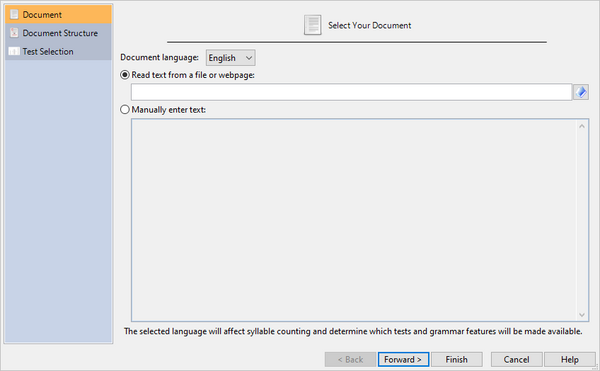 Document
Document Structure
Test Selection
Select Your Document
Document language: English
Read text from a file or webpage:
Manually enter text:
The selected language will affect syllable counting and determine which tests and grammar features will be made available.
< Back Forward > Finish Cancel Help